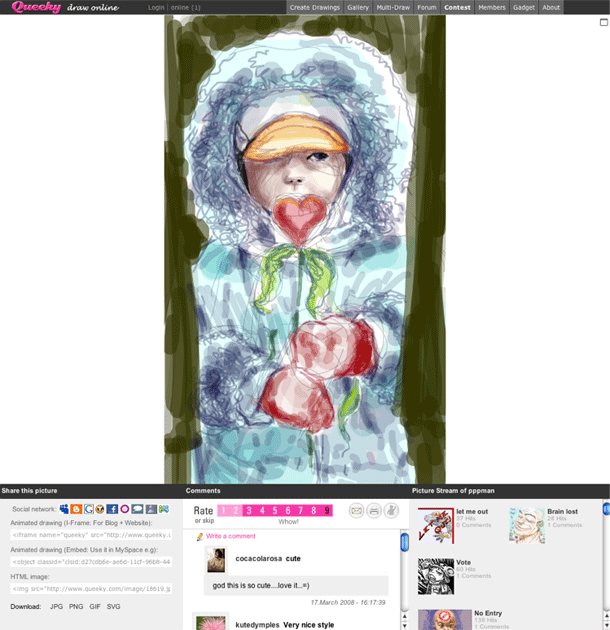 Queeky draw online
Login | online (1)
Create Drawings Gallery Multi-Draw Forum Contest Members Gadget About
Share this picture
Social network:
Animated drawing (I-Frame: For Blog + Website):
<iframe name="queeky" src="http://www.queeky.c
Animated drawing (Embed: Use it in MySpace e.g):
<object classid="clsid:d27cdb6e-ae6d-11cf-96b8-44
HTML image:
<img src="http://www.queeky.com/image/18619.jp
Download: JPG PNG GIF SVG
Comments
Rate 1 2 3 4 5 6 7 8 9
or skip
Whow!
Write a comment
cocacolarosa cute
god this is so cute....love it..=)
17.March 2008 - 16:17:39
kutedymples Very nice style
Picture Stream of pppman
let me out
37 Hits
0 Comments
Brain lost
28 Hits
1 Comments
Vote
60 Hits
1 Comments
No Entry
138 Hits
1 Comments